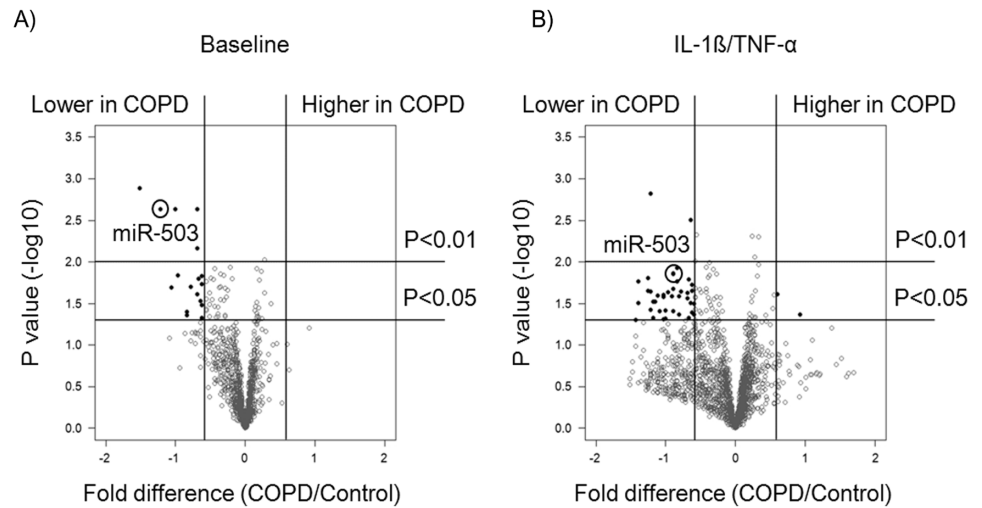 A)
Baseline
Lower in COPD
Higher in COPD
3.5
3.0
2.5
2.0
1.5
1.0
0.5
0.0
P value (-log10)
miR-503
P<0.01
P<0.05
-2
-1
0
1
2
Fold difference (COPD/Control)
B)
IL-1ß/TNF-α
Lower in COPD
Higher in COPD
3.5
3.0
2.5
2.0
1.5
1.0
0.5
0.0
P value (-log10)
miR-503
P<0.01
P<0.05
-2
-1
0
1
2
Fold difference (COPD/Control)